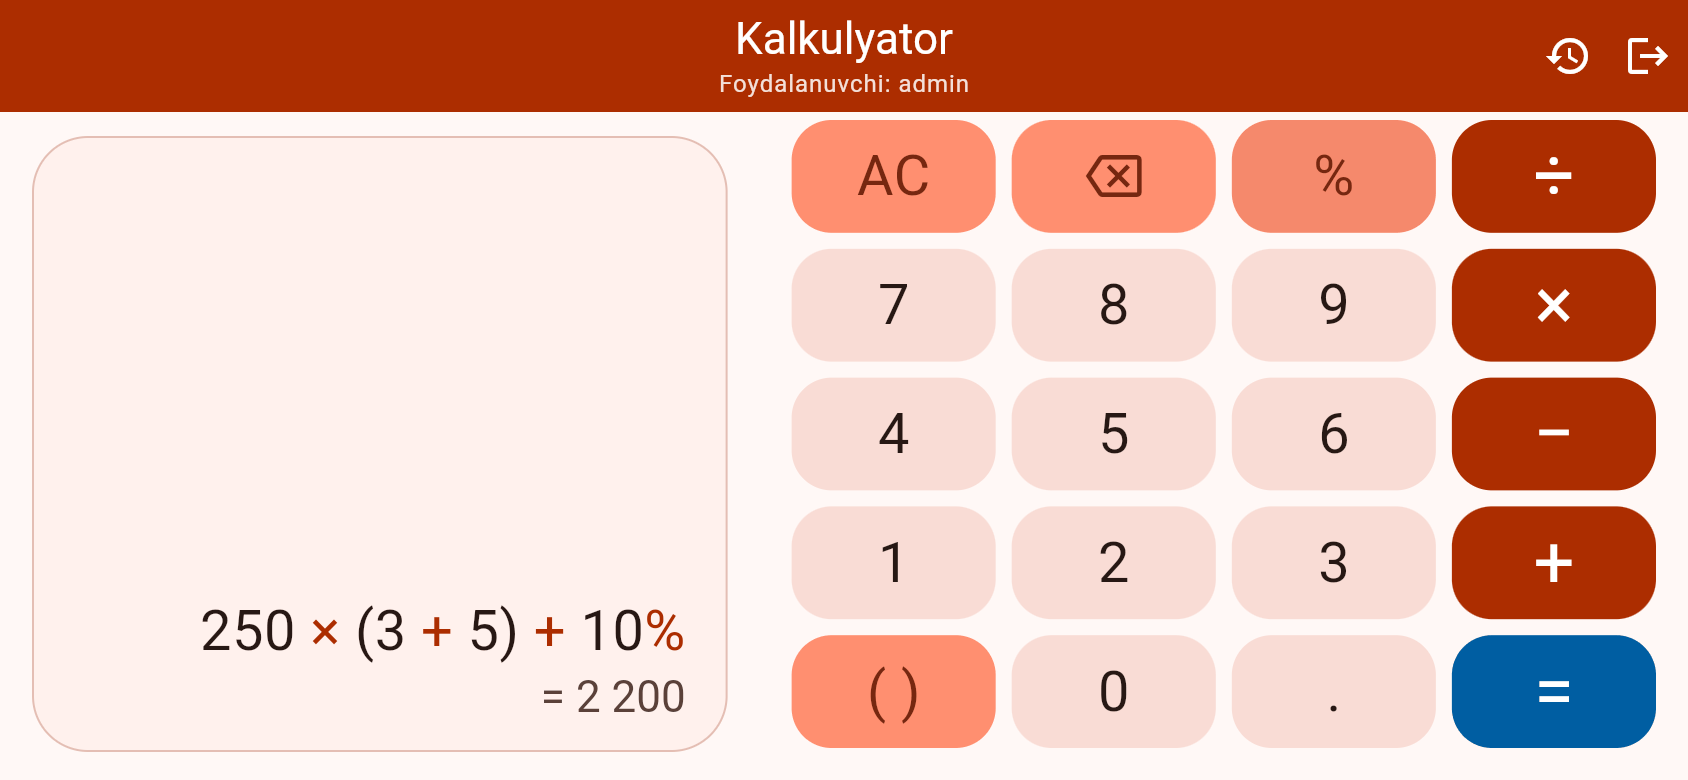 Kalkulyator
Foydalanuvchi: admin
250 × (3 + 5) + 10%
= 2 200
AC % ÷
7 8 9 ×
4 5 6 −
1 2 3 +
( ) 0 . =